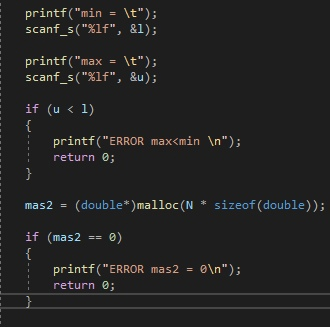 printf("min = \t");
scanf_s("%lf", &l);
printf("max = \t");
scanf_s("%lf", &u);
if (u < l)
{
printf("ERROR max<min \n");
return 0;
}
mas2 = (double*)malloc(N * sizeof(double));
if (mas2 == 0)
{
printf("ERROR mas2 = 0\n");
return 0;
}